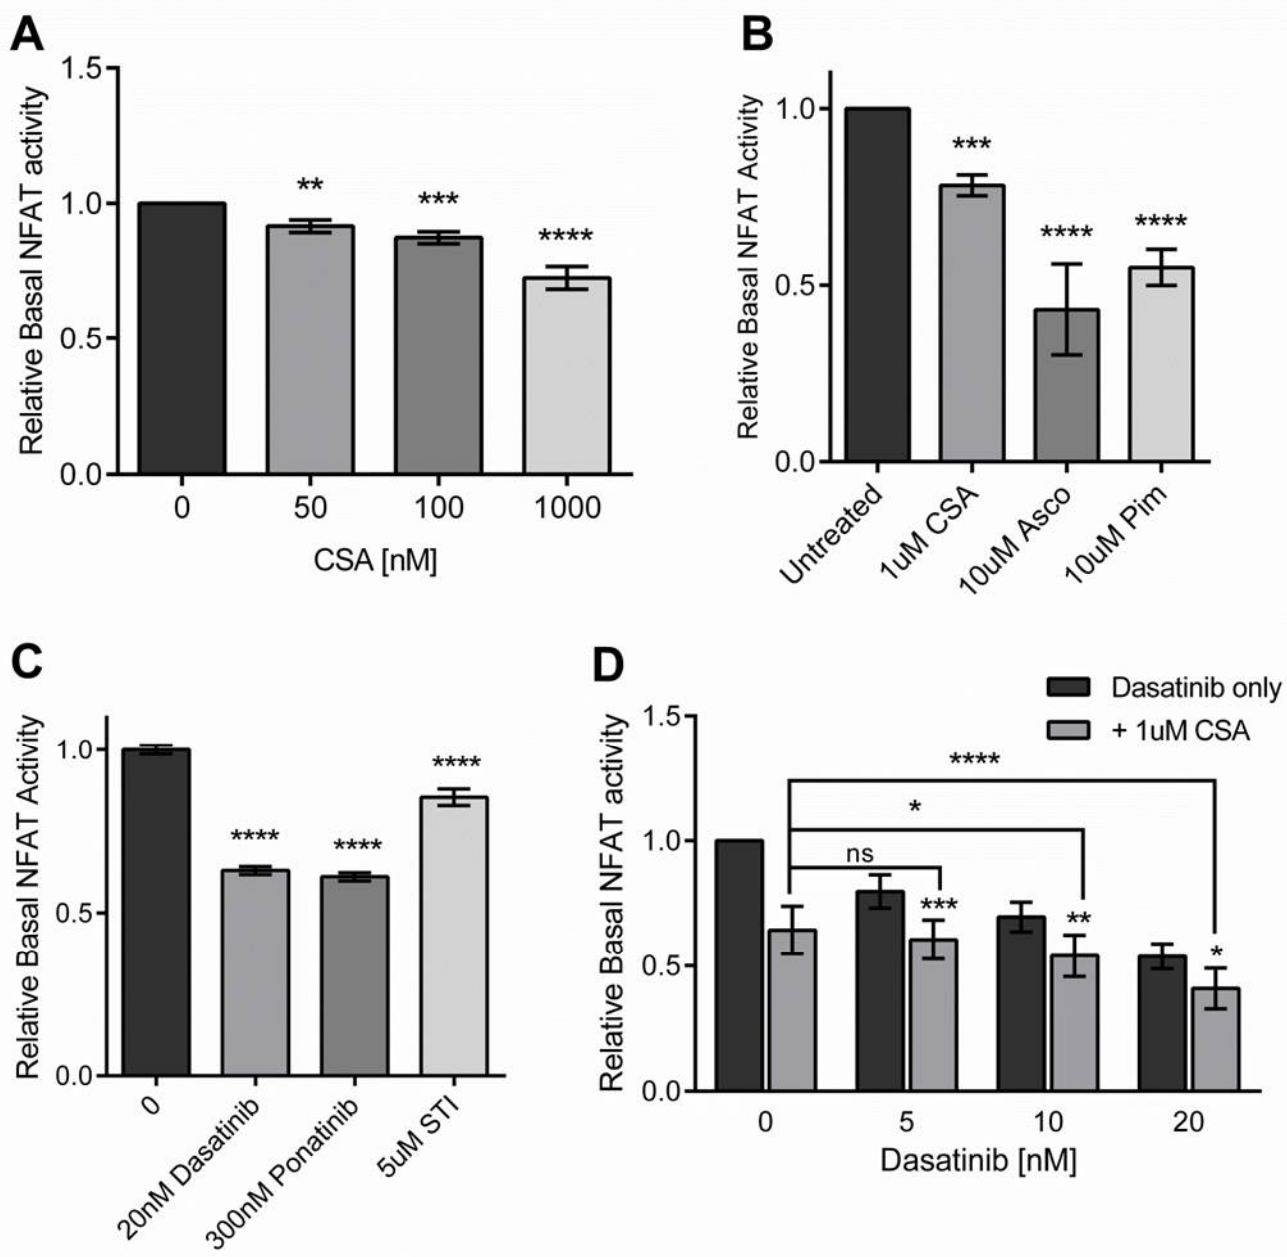 A
Relative Basal NFAT activity
1.5
1.0
0.5
0.0
**
***
****
0
50
100
1000
CSA [nM]
B
Relative Basal NFAT Activity
1.0
0.5
0.0
***
****
****
Untreated
1uM CSA
10uM Asco
10uM Pim
C
Relative Basal NFAT Activity
1.0
0.5
0.0
****
****
****
0
20nM Dasatinib
300nM Ponatinib
5uM STI
D
Dasatinib only
+ 1uM CSA
Relative Basal NFAT activity
1.5
1.0
0.5
0.0
****
*
ns
***
**
*
0
5
10
20
Dasatinib [nM]